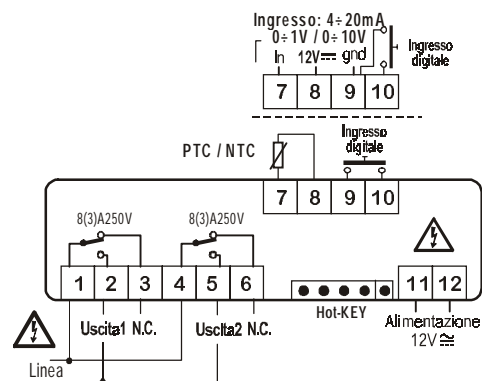 Ingresso: 4÷20mA
0÷1V / 0÷10V
In 12V⎓ gnd
Ingresso
digitale
7 8 9 10
Ingresso
digitale
PTC / NTC
7 8 9 10
8(3)A250V 8(3)A250V
1 2 3 4 5 6
11 12
Hot-KEY
Uscita1 N.C. Uscita2 N.C.
Alimentazione
12V ≅
Linea